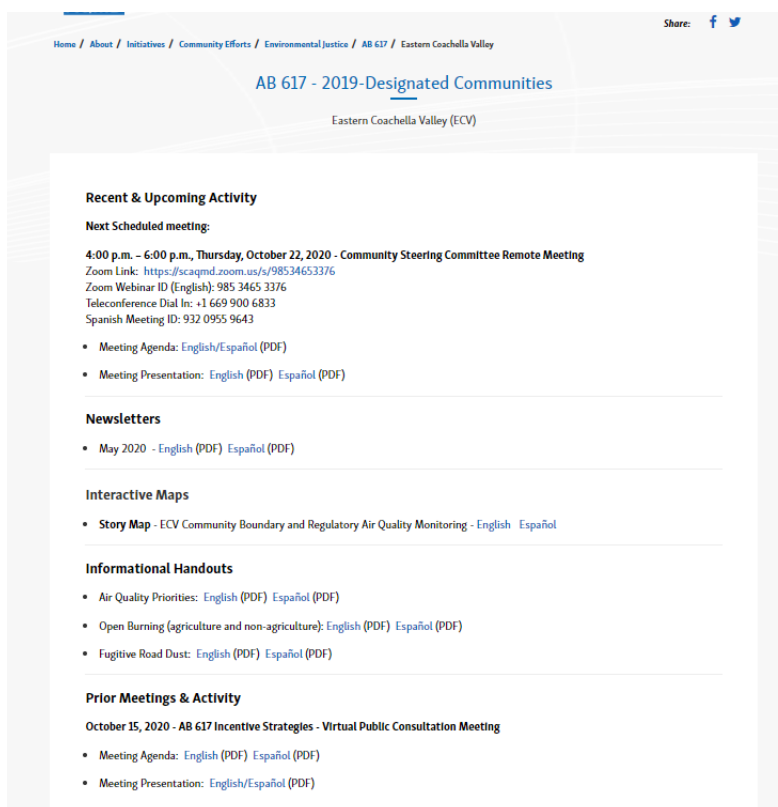 Share:
Home / About / Initiatives / Community Efforts / Environmental Justice / AB 617 / Eastern Coachella Valley
AB 617 - 2019-Designated Communities
Eastern Coachella Valley (ECV)
Recent & Upcoming Activity
Next Scheduled meeting:
4:00 p.m. – 6:00 p.m., Thursday, October 22, 2020 - Community Steering Committee Remote Meeting
Zoom Link: https://scaqmd.zoom.us/s/98534653376
Zoom Webinar ID (English): 985 3465 3376
Teleconference Dial In: +1 669 900 6833
Spanish Meeting ID: 932 0955 9643
• Meeting Agenda: English/Español (PDF)
• Meeting Presentation: English (PDF) Español (PDF)
Newsletters
• May 2020 - English (PDF) Español (PDF)
Interactive Maps
• Story Map - ECV Community Boundary and Regulatory Air Quality Monitoring - English Español
Informational Handouts
• Air Quality Priorities: English (PDF) Español (PDF)
• Open Burning (agriculture and non-agriculture): English (PDF) Español (PDF)
• Fugitive Road Dust: English (PDF) Español (PDF)
Prior Meetings & Activity
October 15, 2020 - AB 617 Incentive Strategies - Virtual Public Consultation Meeting
• Meeting Agenda: English (PDF) Español (PDF)
• Meeting Presentation: English/Español (PDF)